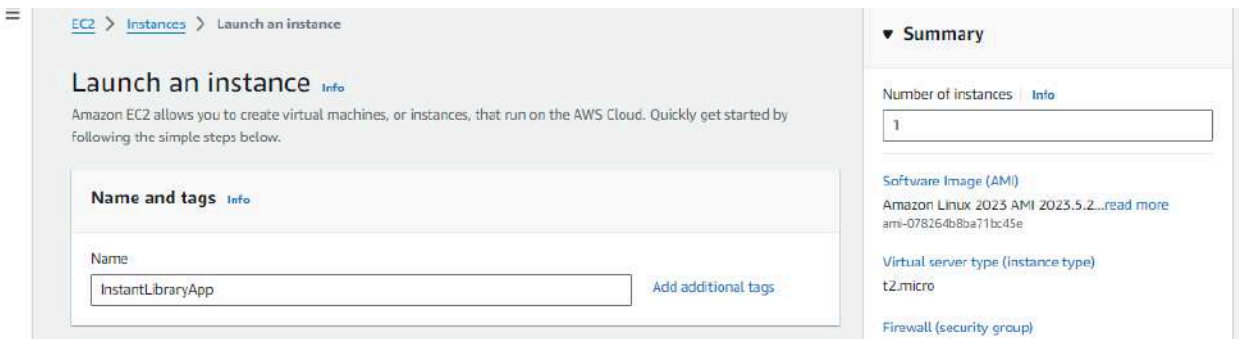 EC2 > Instances > Launch an instance
Launch an instance Info
Amazon EC2 allows you to create virtual machines, or instances, that run on the AWS Cloud. Quickly get started by
following the simple steps below.
Name and tags Info
Name
InstantLibraryApp
Add additional tags
▼ Summary
Number of instances Info
1
Software Image (AMI)
Amazon Linux 2023 AMI 2023.5.2...read more
ami-078264b8ba71bc45e
Virtual server type (instance type)
t2.micro
Firewall (security group)